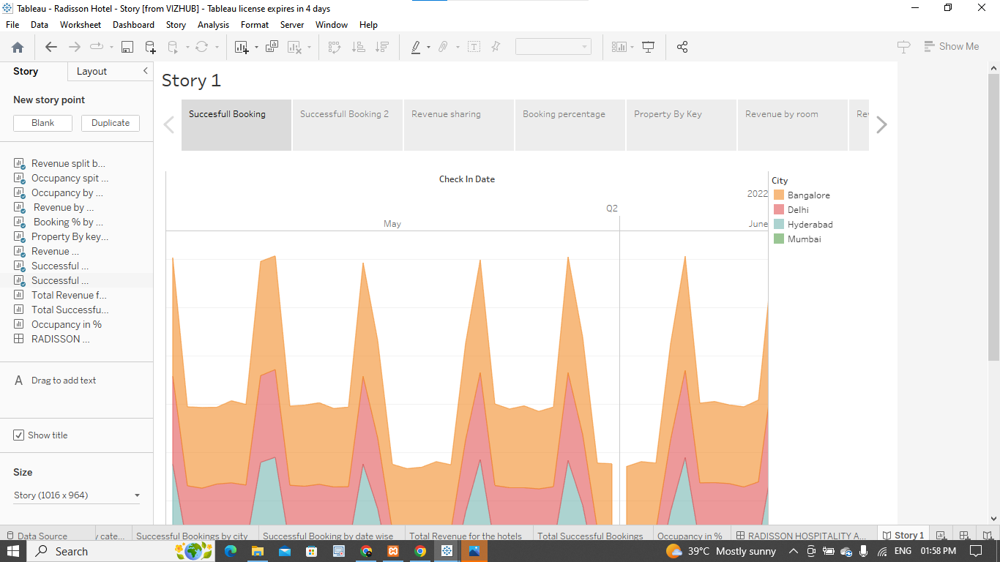 Tableau - Radisson Hotel - Story [from VIZHUB] - Tableau license expires in 4 days
File Data Worksheet Dashboard Story Analysis Format Server Window Help
Show Me
Story Layout
New story point
Blank Duplicate
Revenue split b...
Occupancy spit ...
Occupancy by ...
Revenue by ...
Booking % by ...
Property By key...
Revenue ...
Successful ...
Successful ...
Total Revenue f...
Total Successfu...
Occupancy in %
RADISSON ...
A Drag to add text
Show title
Size
Story (1016 x 964)
Story 1
Succesfull Booking
Successfull Booking 2
Revenue sharing
Booking percentage
Property By Key
Revenue by room
Rev
Check In Date
2022
Q2
May
June
City
Bangalore
Delhi
Hyderabad
Mumbai
Data Source y cate... Successful Bookings by city Successful Booking by date wise Total Revenue for the hotels Total Successful Bookings Occupancy in % RADISSON HOSPITALITY A... Story 1
Search 39°C Mostly sunny ENG 01:58 PM